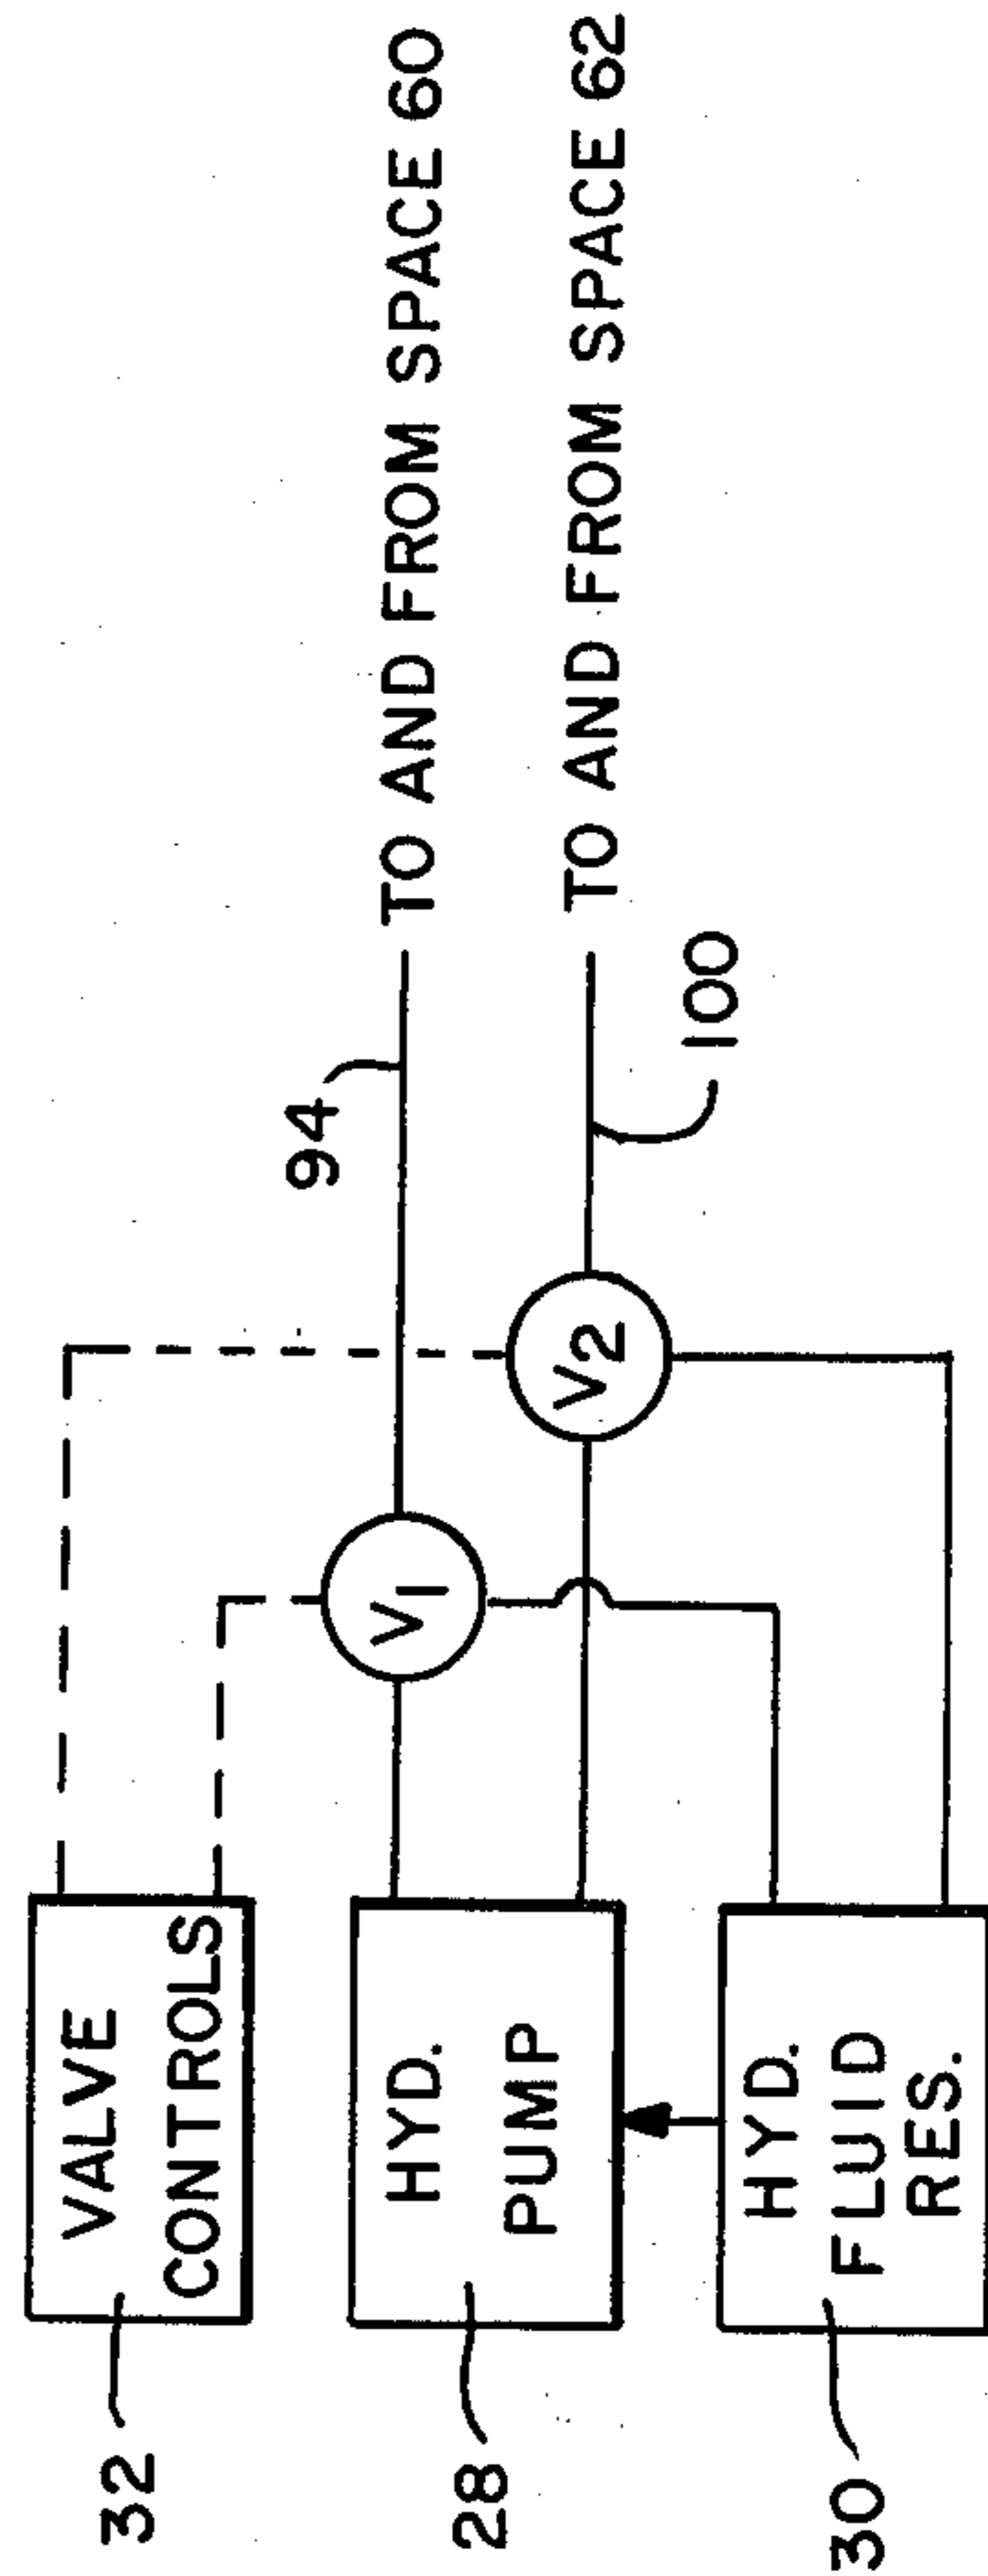 32
VALVE
CONTROLS
28
HYD.
PUMP
30
HYD.
FLUID
RES.
V1
V2
94
100
TO AND FROM SPACE 60
TO AND FROM SPACE 62